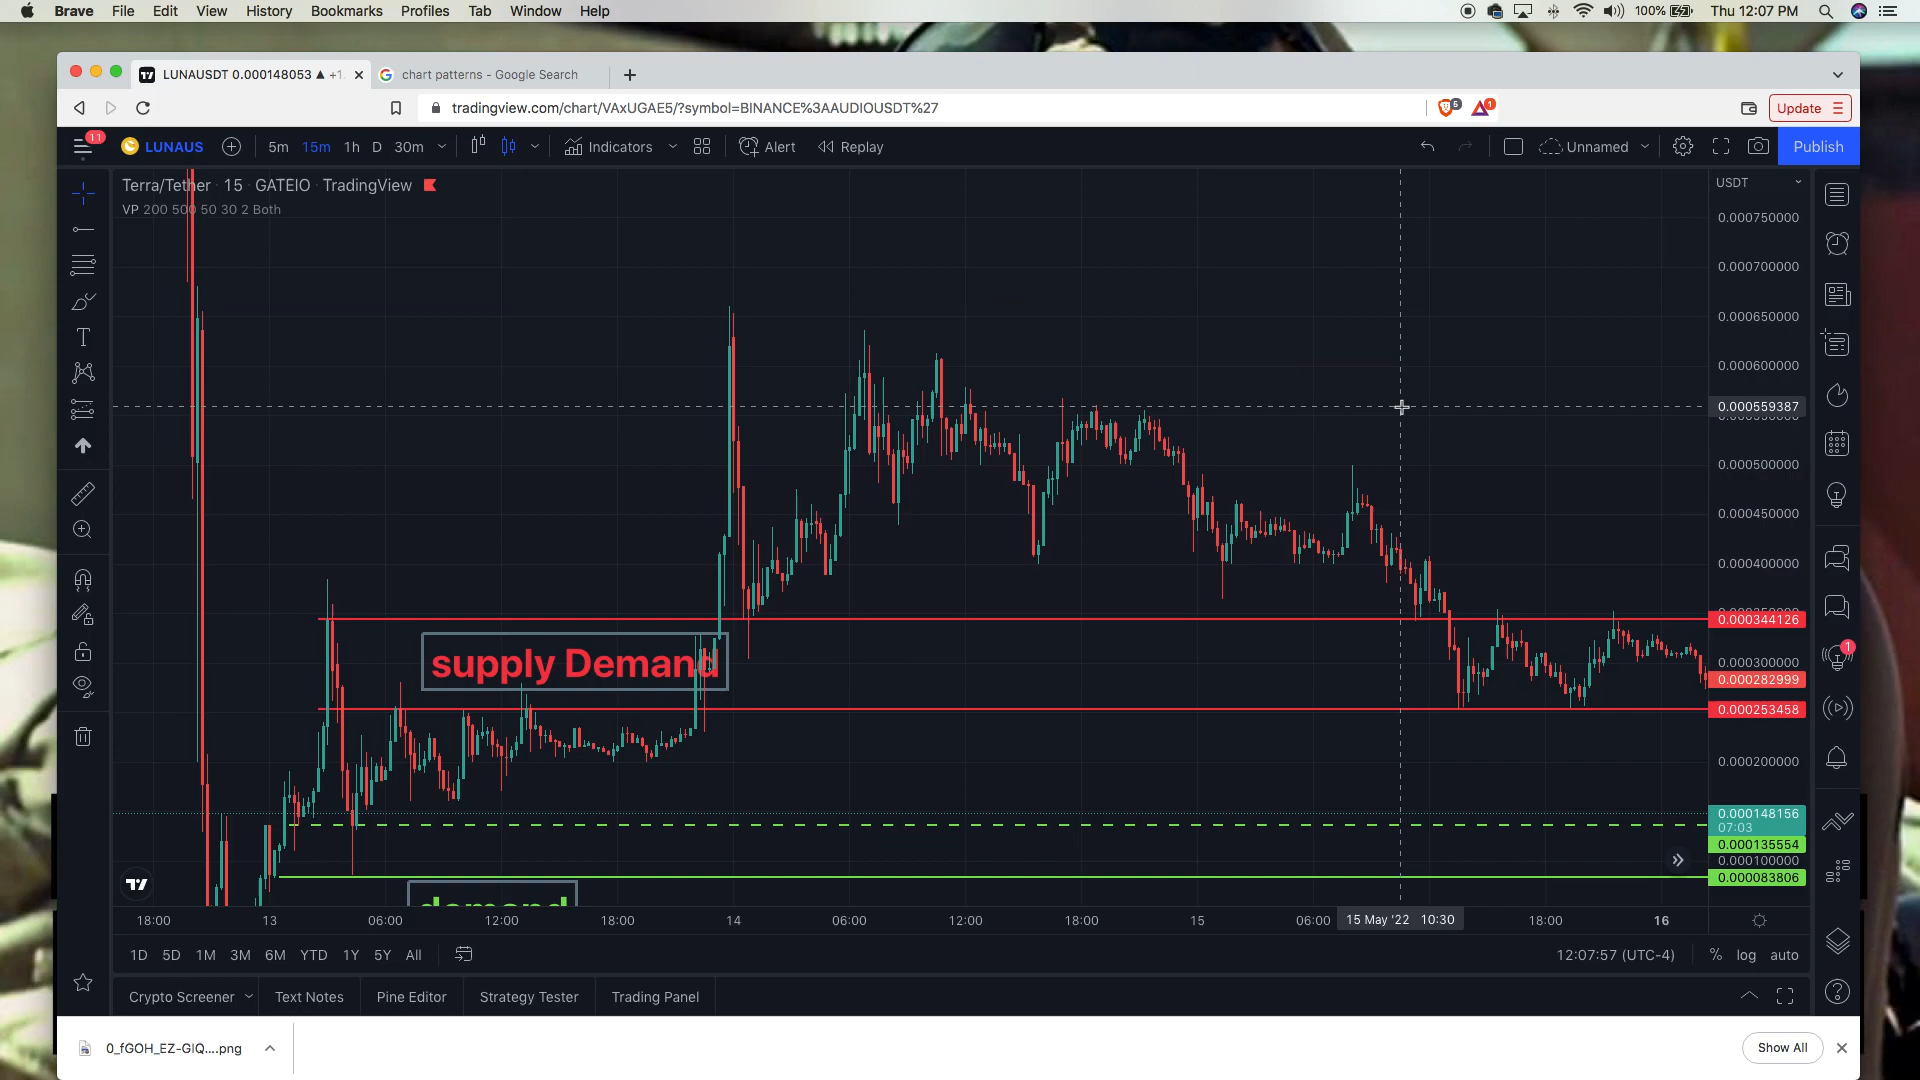 Brave File Edit View History Bookmarks Profiles Tab Window Help
100% Thu 12:07 PM
LUNAUSDT 0.000148053 ▲ +1.
chart patterns - Google Search
tradingview.com/chart/VAxUGAE5/?symbol=BINANCE%3AAUDIOUSDT%27
5
1
Update
11
LUNAUS
5m 15m 1h D 30m
Indicators
Alert
Replay
Unnamed
Publish
Terra/Tether · 15 · GATEIO · TradingView
VP 200 500 50 30 2 Both
USDT
0.000750000
0.000700000
0.000650000
0.000600000
0.000559387
0.000500000
0.000450000
0.000400000
0.000344126
0.000300000
0.000282999
0.000253458
0.000200000
0.000148156
07:03
0.000135554
0.000100000
0.000083806
supply Demand
1
18:00 13 06:00 12:00 18:00 14 06:00 12:00 18:00 15 06:00 15 May '22 10:30 18:00 16
1D 5D 1M 3M 6M YTD 1Y 5Y All
12:07:57 (UTC-4) % log auto
Crypto Screener Text Notes Pine Editor Strategy Tester Trading Panel
0_fGOH_EZ-GIQ....png
Show All